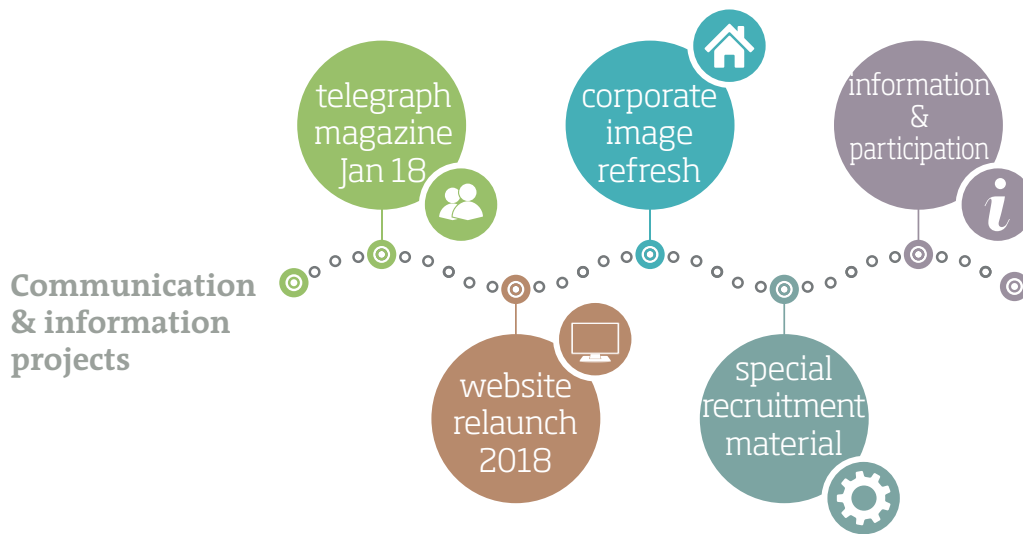 Communication
& information
projects
telegraph
magazine
Jan 18
website
relaunch
2018
corporate
image
refresh
special
recruitment
material
information
&
participation
i